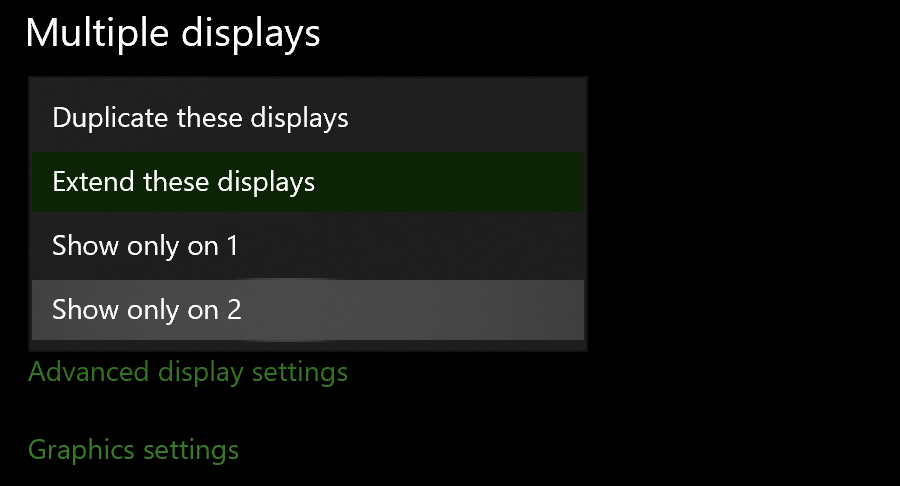 Multiple displays
Duplicate these displays
Extend these displays
Show only on 1
Show only on 2
Advanced display settings
Graphics settings